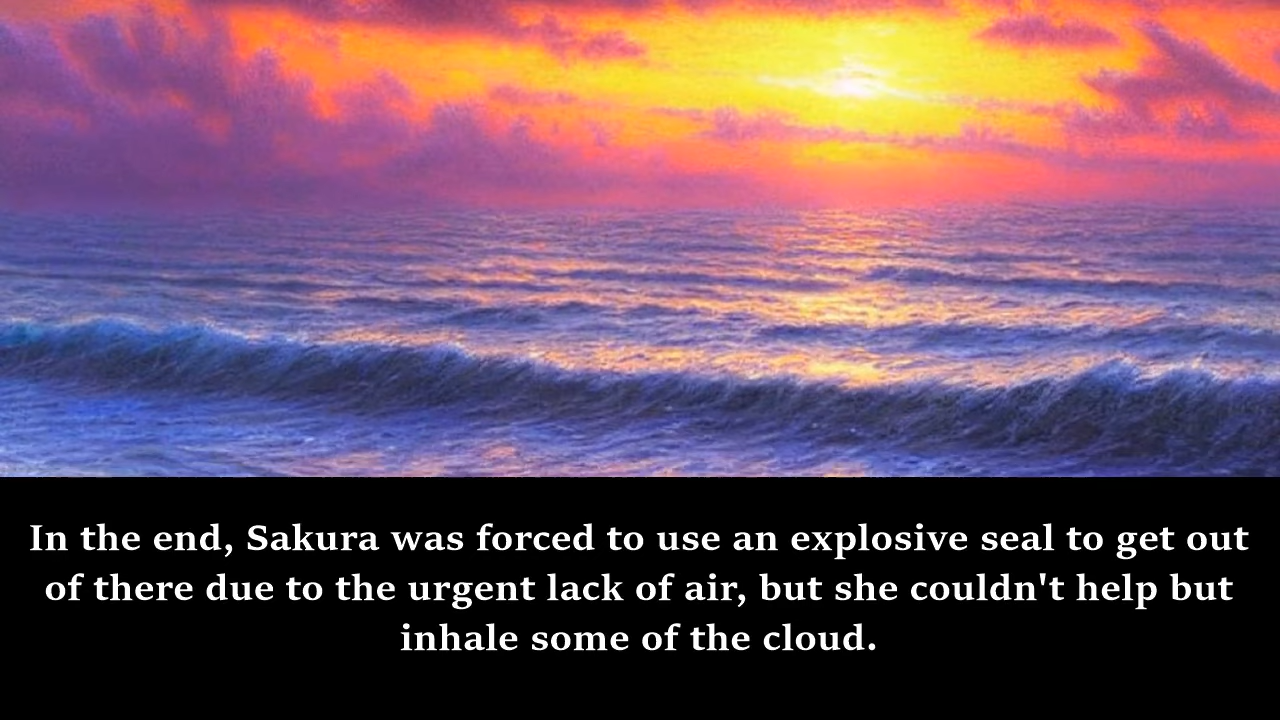 In the end, Sakura was forced to use an explosive seal to get out
of there due to the urgent lack of air, but she couldn't help but
inhale some of the cloud.